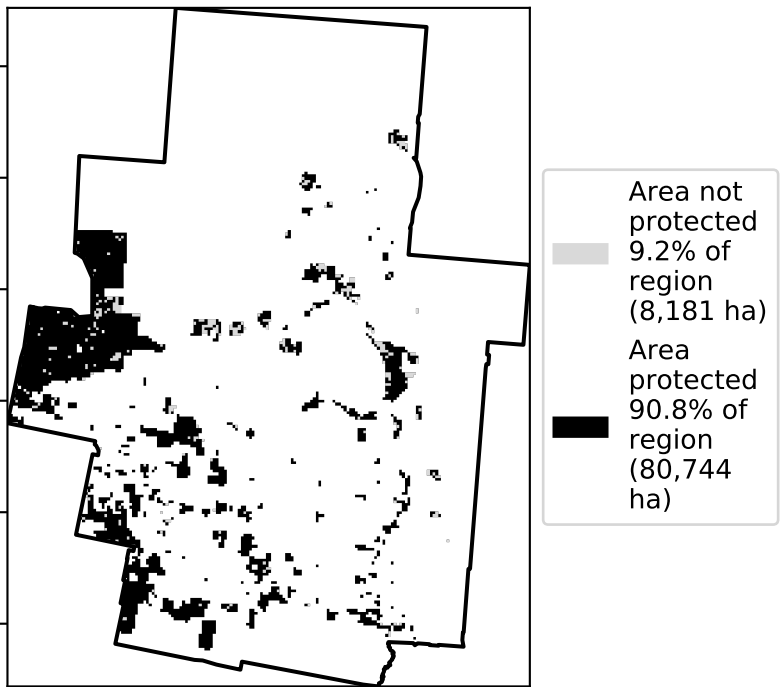 Area not
protected
9.2% of
region
(8,181 ha)
Area
protected
90.8% of
region
(80,744
ha)